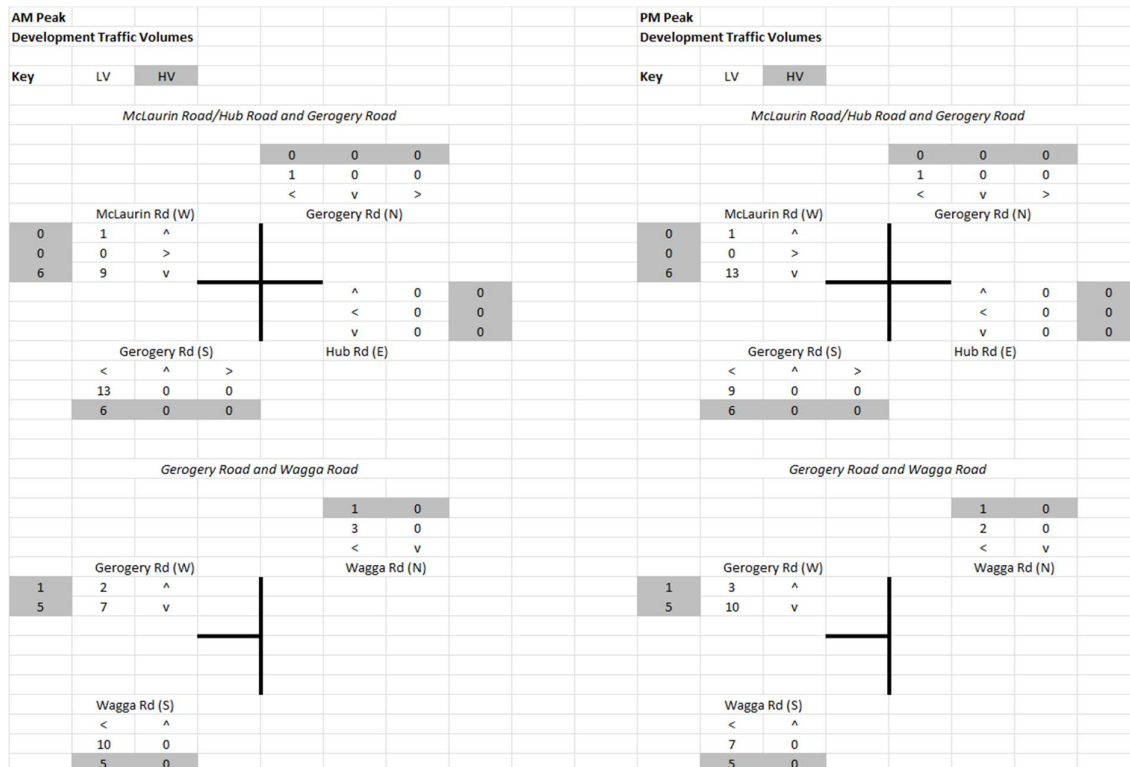 AM Peak PM Peak
Development Traffic Volumes Development Traffic Volumes
Key LV HV Key LV HV
McLaurin Road/Hub Road and Gerogery Road McLaurin Road/Hub Road and Gerogery Road
0 0 0 0 0 0
1 0 0 1 0 0
< v > < v >
McLaurin Rd (W) Gerogery Rd (N) McLaurin Rd (W) Gerogery Rd (N)
0 1 ^ 0 1 ^
0 0 > 0 0 >
6 9 v 6 13 v
^ 0 0 ^ 0 0
< 0 0 < 0 0
v 0 0 v 0 0
Gerogery Rd (S) Hub Rd (E) Gerogery Rd (S) Hub Rd (E)
< ^ > < ^ >
13 0 0 9 0 0
6 0 0 6 0 0
Gerogery Road and Wagga Road Gerogery Road and Wagga Road
1 0 1 0
3 0 2 0
< v < v
Gerogery Rd (W) Wagga Rd (N) Gerogery Rd (W) Wagga Rd (N)
1 2 ^ 1 3 ^
5 7 v 5 10 v
Wagga Rd (S) Wagga Rd (S)
< ^ < ^
10 0 7 0
5 0 5 0